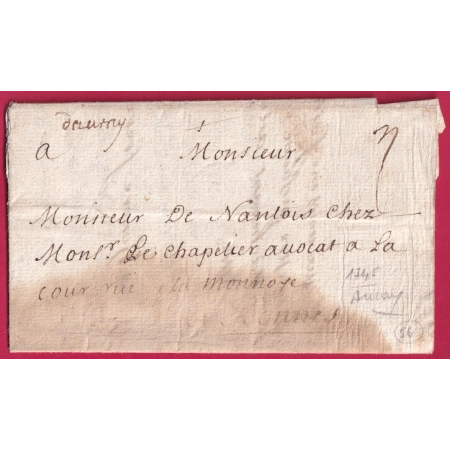 dauray
a Monsieur
Monsieur De Nantois chez
Monsr. Le chapelier avocat a La
cour rue de la monnoye
Rennes
1745
Auray
56